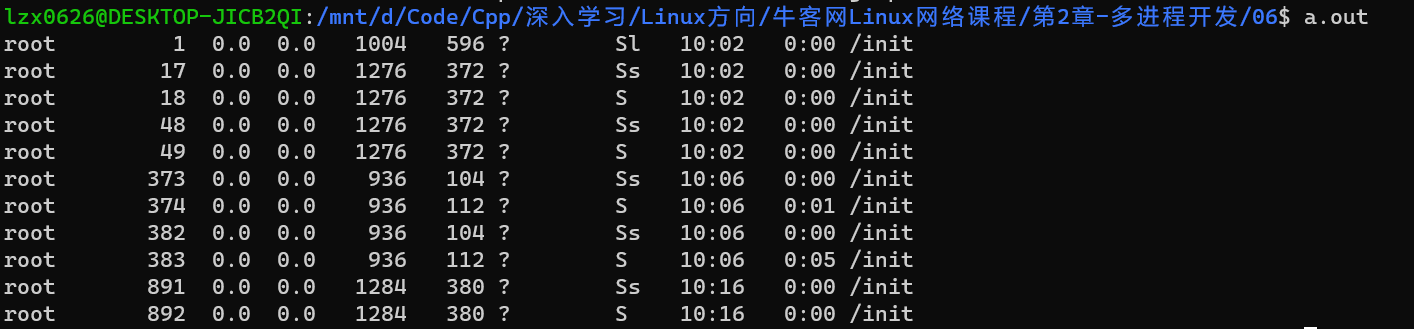 lzx0626@DESKTOP-JICB2QI:/mnt/d/Code/Cpp/深入学习/Linux方向/牛客网Linux网络课程/第2章-多进程开发/06$ a.out
root         1  0.0  0.0   1004   596 ?        Sl   10:02   0:00 /init
root        17  0.0  0.0   1276   372 ?        Ss   10:02   0:00 /init
root        18  0.0  0.0   1276   372 ?        S    10:02   0:00 /init
root        48  0.0  0.0   1276   372 ?        Ss   10:02   0:00 /init
root        49  0.0  0.0   1276   372 ?        S    10:02   0:00 /init
root       373  0.0  0.0    936   104 ?        Ss   10:06   0:00 /init
root       374  0.0  0.0    936   112 ?        S    10:06   0:01 /init
root       382  0.0  0.0    936   104 ?        Ss   10:06   0:00 /init
root       383  0.0  0.0    936   112 ?        S    10:06   0:05 /init
root       891  0.0  0.0   1284   380 ?        Ss   10:16   0:00 /init
root       892  0.0  0.0   1284   380 ?        S    10:16   0:00 /init